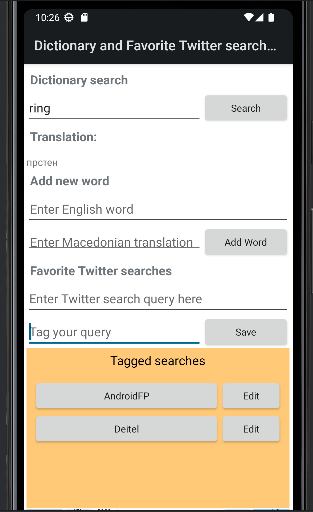 10:26
Dictionary and Favorite Twitter search…
Dictionary search
ring
Search
Translation:
прстен
Add new word
Enter English word
Enter Macedonian translation
Add Word
Favorite Twitter searches
Enter Twitter search query here
Tag your query
Save
Tagged searches
AndroidFP
Edit
Deitel
Edit